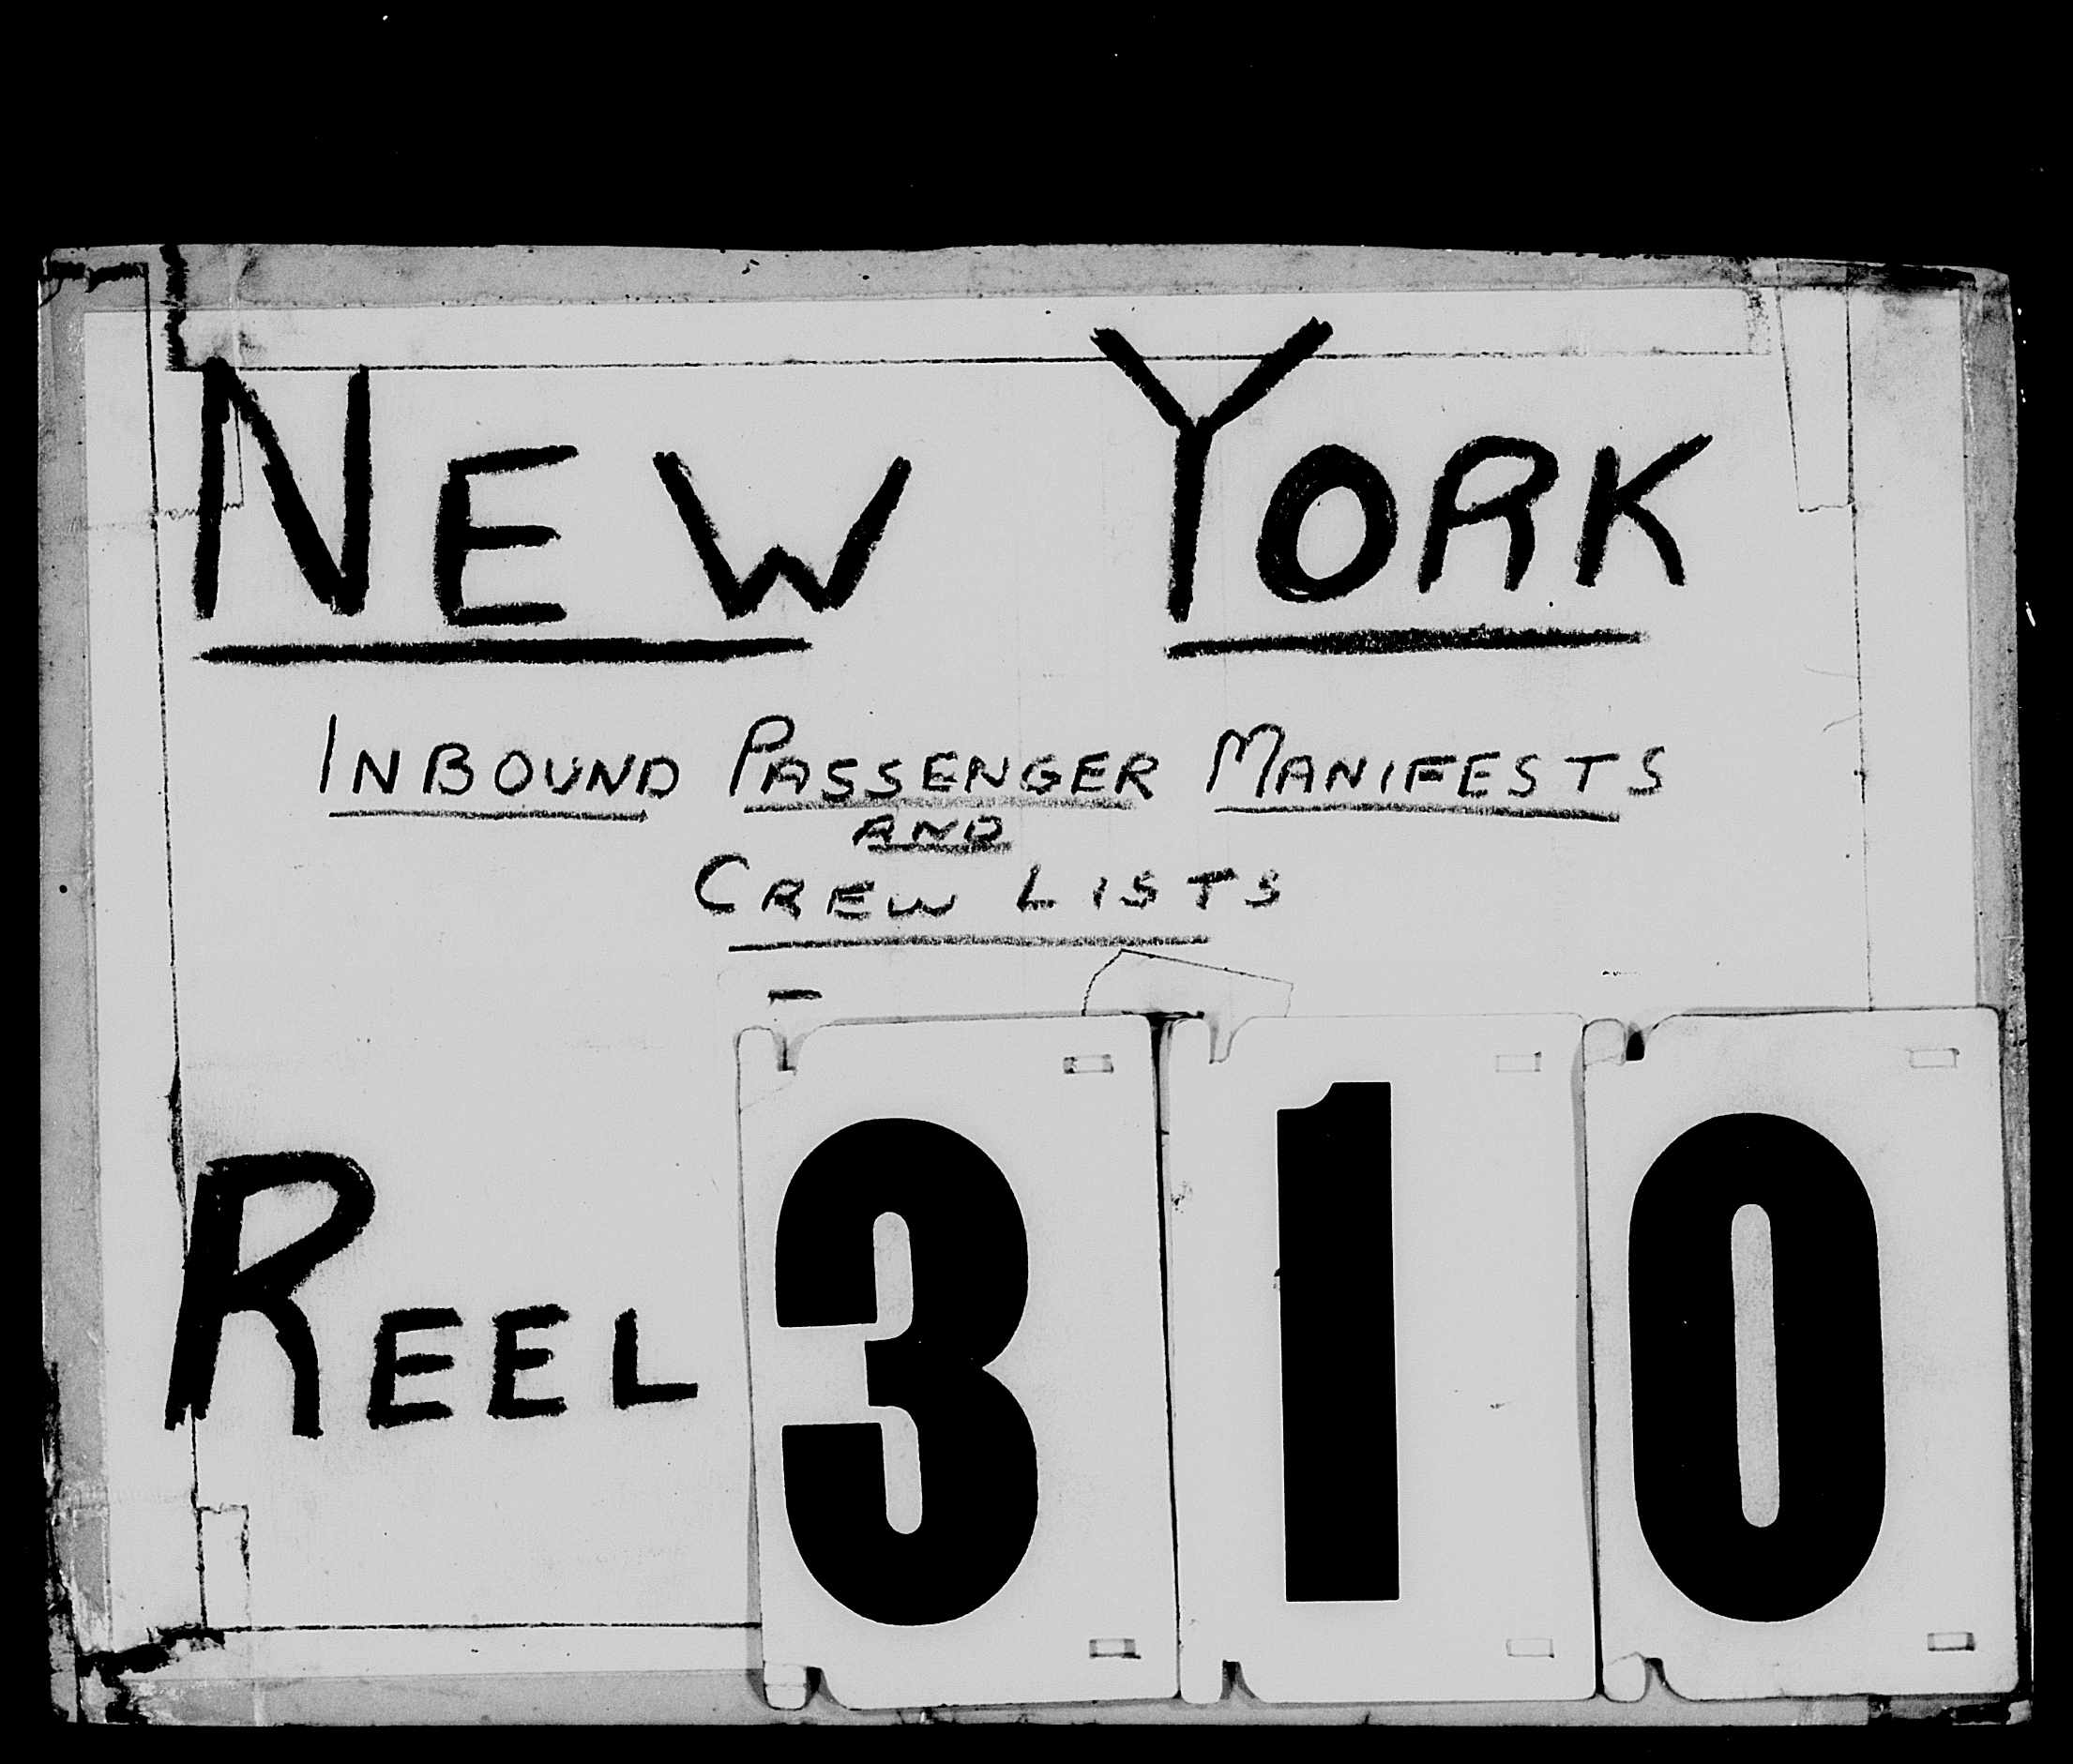 NEW YORK
INBOUND PASSENGER MANIFESTS
AND
CREW LISTS
REEL 310